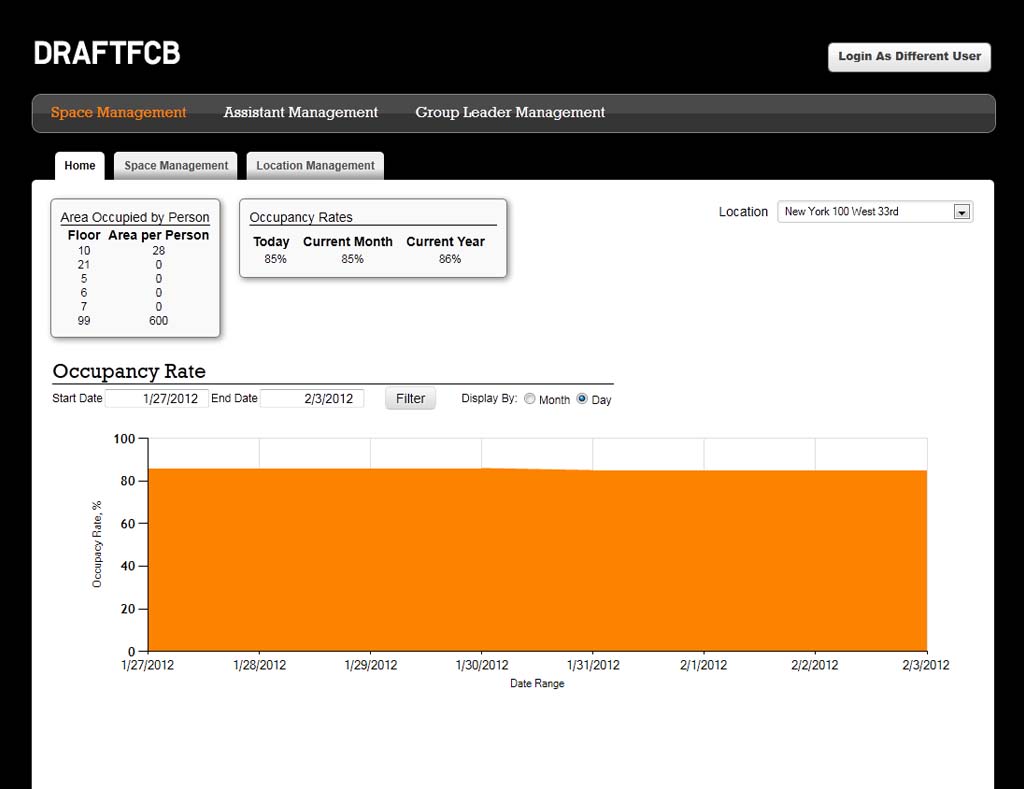 DRAFTFCB
Login As Different User
Space Management Assistant Management Group Leader Management
Home Space Management Location Management
Area Occupied by Person
Floor Area per Person
10 28
21 0
5 0
6 0
7 0
99 600
Occupancy Rates
Today Current Month Current Year
85% 85% 86%
Location New York 100 West 33rd
Occupancy Rate
Start Date 1/27/2012 End Date 2/3/2012 Filter Display By: Month Day
100
80
60
40
20
0
Occupacy Rate, %
1/27/2012 1/28/2012 1/29/2012 1/30/2012 1/31/2012 2/1/2012 2/2/2012 2/3/2012
Date Range